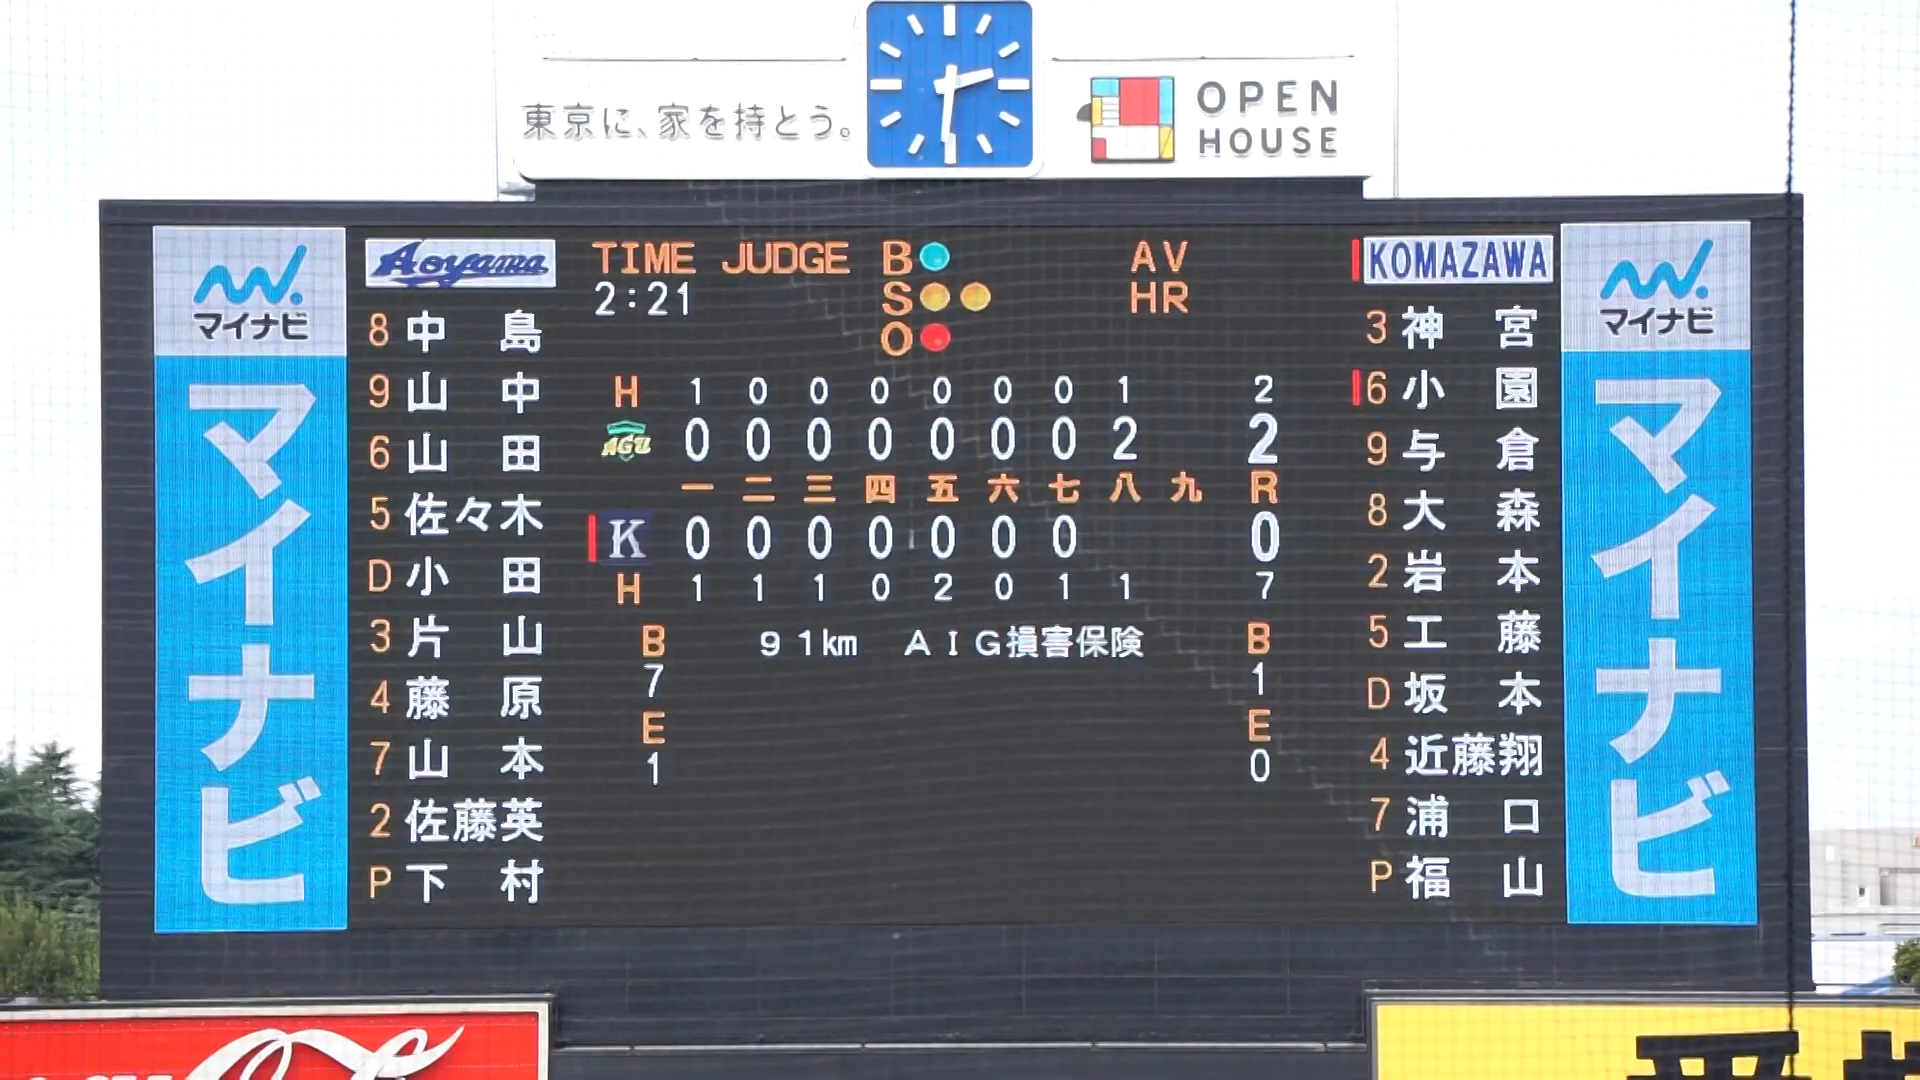 東京に、家を持とう。
OPEN
HOUSE
マイナビ
マイナビ
Aoyama
8 中島
9 山中
6 山田
5 佐々木
D 小田
3 片山
4 藤原
7 山本
2 佐藤英
P 下村
TIME JUDGE
2:21
B
S
O
AV
HR
H 1 0 0 0 0 0 0 1 2
AGU 0 0 0 0 0 0 0 2 2
一 二 三 四 五 六 七 八 九 R
K 0 0 0 0 0 0 0 0
H 1 1 1 0 2 0 1 1 7
B
7
E
1
91km AIG損害保険
B
1
E
0
KOMAZAWA
3 神宮
6 小園
9 与倉
8 大森
2 岩本
5 工藤
D 坂本
4 近藤翔
7 浦口
P 福山
マイナビ
マイナビ